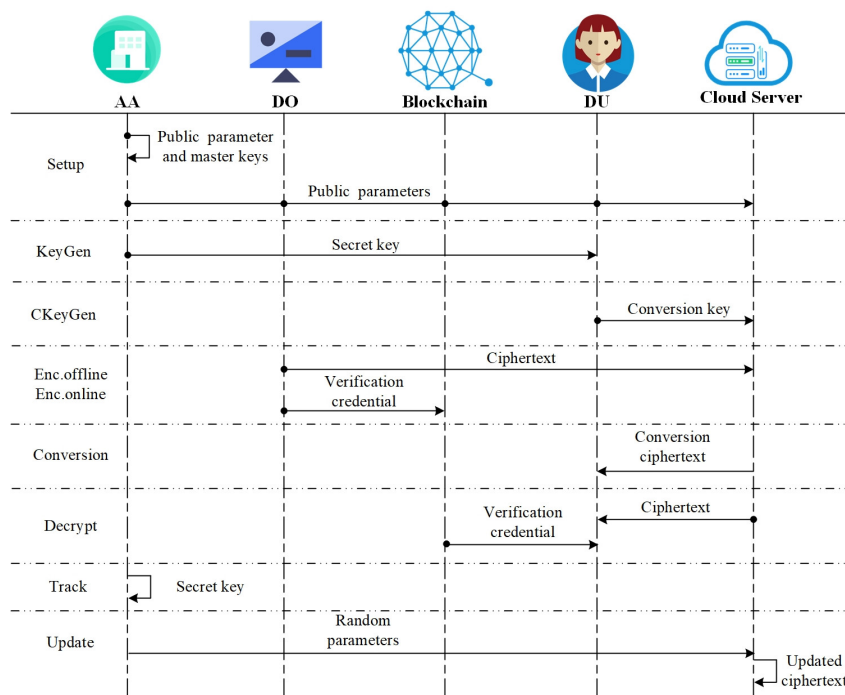 AA
DO
Blockchain
DU
Cloud Server
Setup
Public parameter
and master keys
Public parameters
KeyGen
Secret key
CKeyGen
Conversion key
Enc.offline
Enc.online
Ciphertext
Verification
credential
Conversion
Conversion
ciphertext
Decrypt
Verification
credential
Ciphertext
Track
Secret key
Update
Random
parameters
Updated
ciphertext